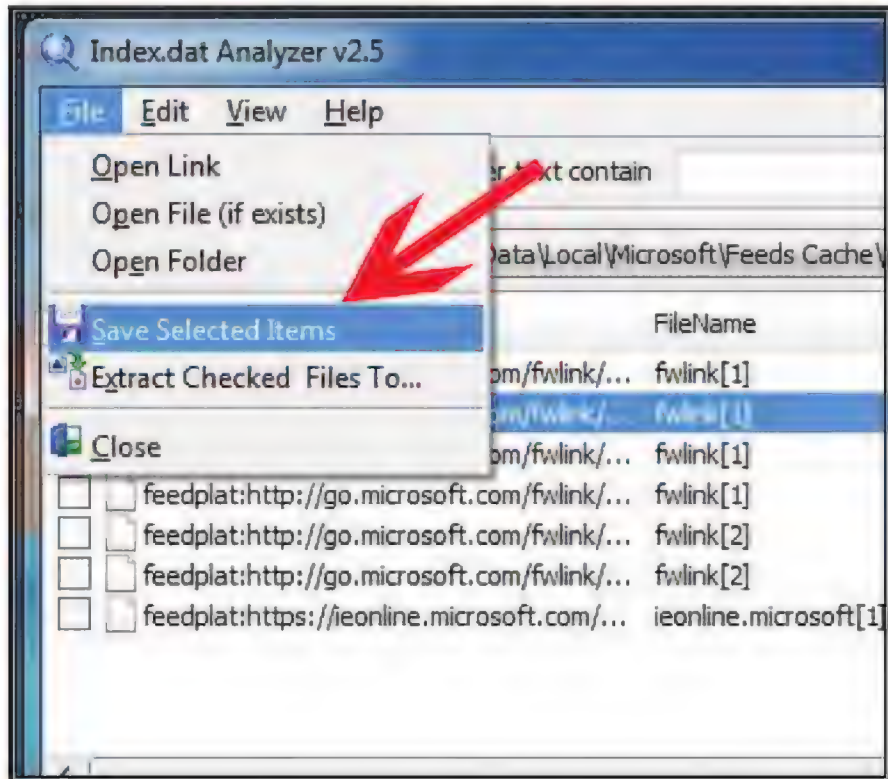 Index.dat Analyzer v2.5
File Edit View Help
Open Link
text contain
Open File (if exists)
Open Folder
Data\Local\Microsoft\Feeds Cache\
FileName
Save Selected Items
Extract Checked Files To...
om/fwlink/... fwlink[1]
om/fwlink/... fwlink[1]
Close
om/fwlink/... fwlink[1]
feedplat:http://go.microsoft.com/fwlink/... fwlink[1]
feedplat:http://go.microsoft.com/fwlink/... fwlink[2]
feedplat:http://go.microsoft.com/fwlink/... fwlink[2]
feedplat:https://ieonline.microsoft.com/... ieonline.microsoft[1]